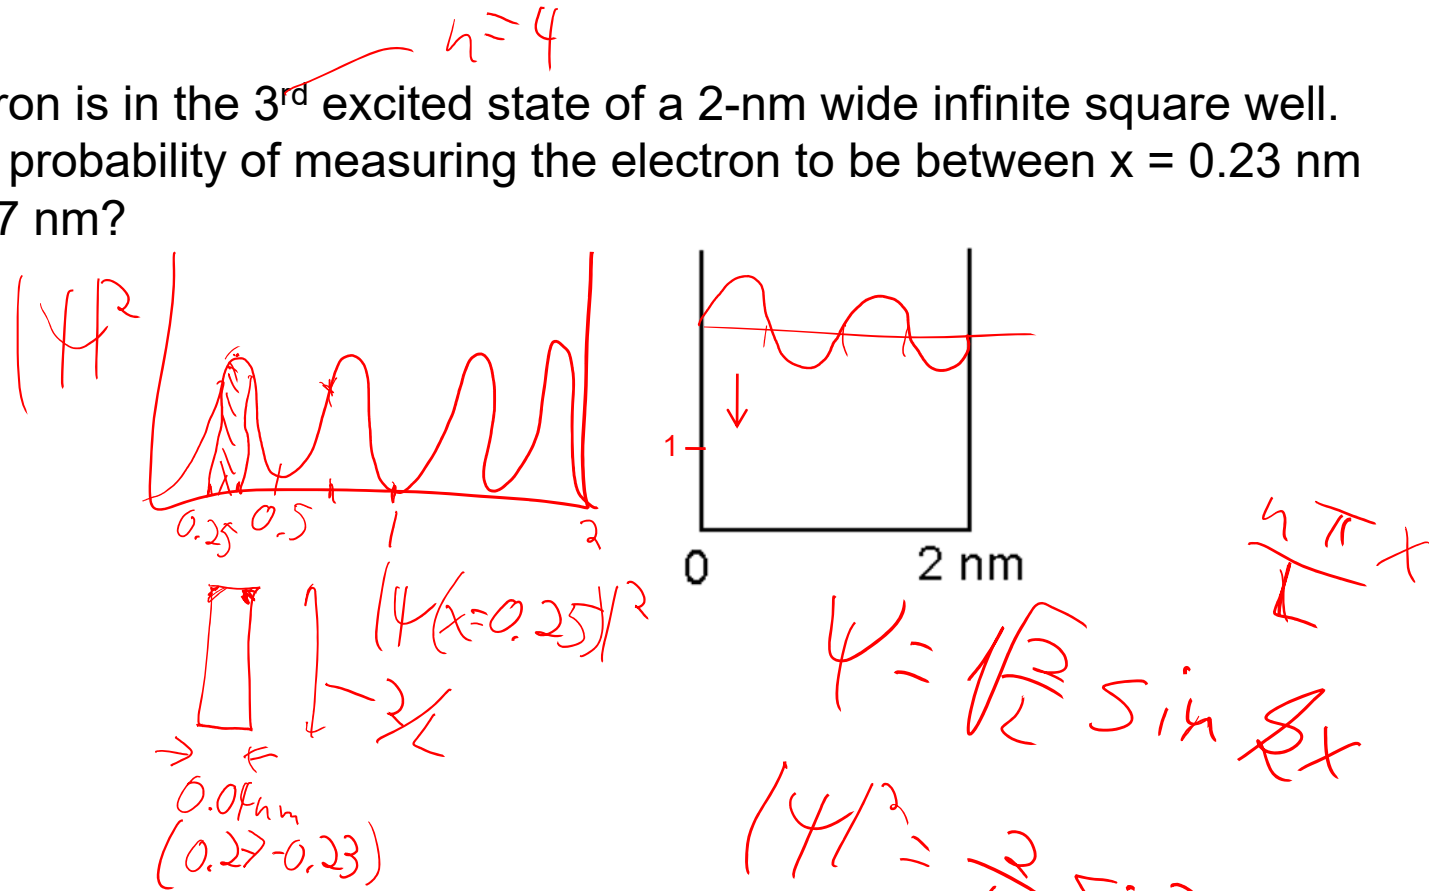 n=4
ron is in the 3rd excited state of a 2-nm wide infinite square well.
probability of measuring the electron to be between x = 0.23 nm
7 nm?
|Ψ|²
1
0.25 0.5 1 2
0 2 nm
nπ/L x
|Ψ(x=0.25)|²
Ψ = √2/L sin kx
2/L
0.04nm
(0.27-0.23)
|Ψ|² = 2